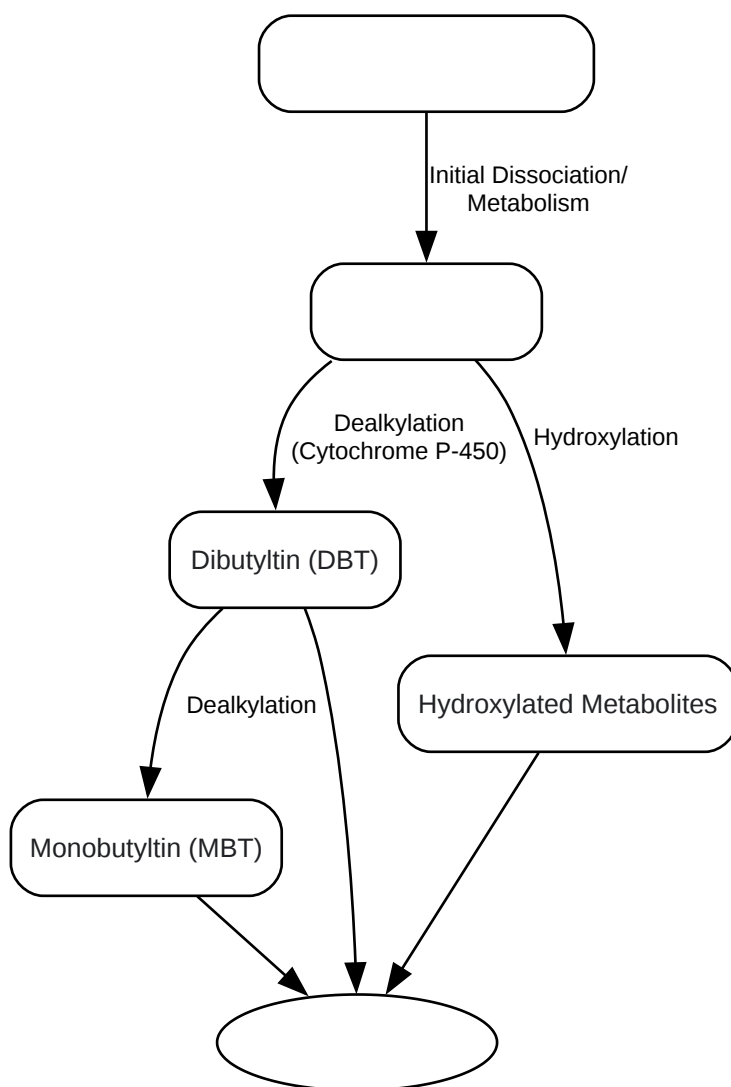 Initial Dissociation/
Metabolism
Dealkylation
(Cytochrome P-450)
Hydroxylation
Dibutyltin (DBT)
Dealkylation
Hydroxylated Metabolites
Monobutyltin (MBT)